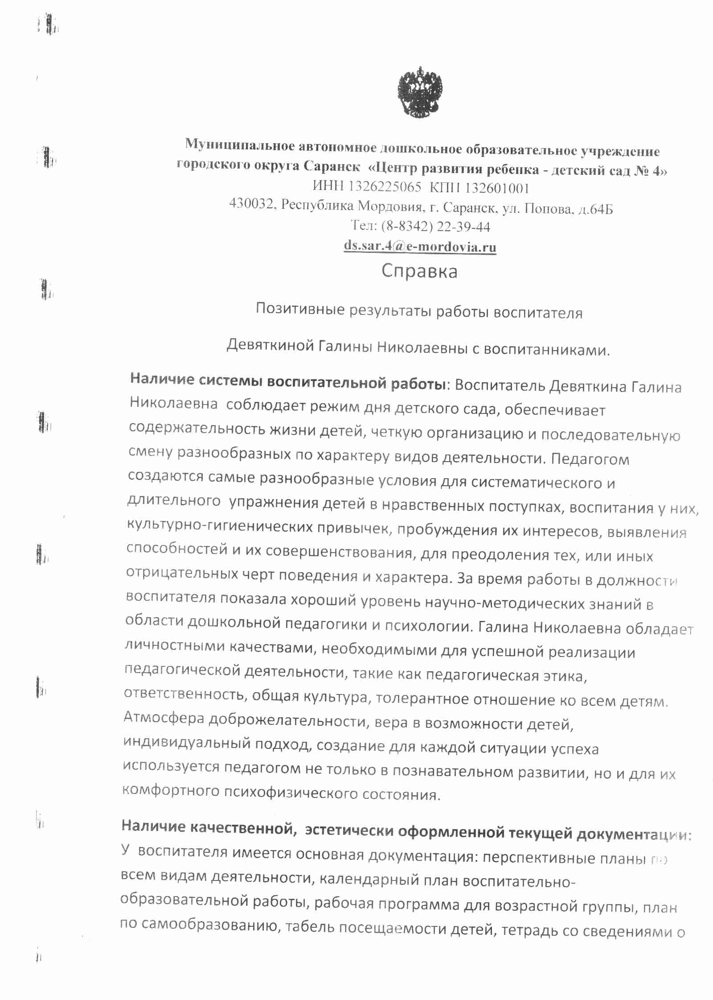 Муниципальное автономное дошкольное образовательное учреждение
городского округа Саранск «Центр развития ребенка - детский сад № 4»
ИНН 1326225065 КПП 132601001
430032, Республика Мордовия, г. Саранск, ул. Попова, д.64Б
Тел: (8-8342) 22-39-44
ds.sar.4@e-mordovia.ru
Справка
Позитивные результаты работы воспитателя
Девяткиной Галины Николаевны с воспитанниками.
Наличие системы воспитательной работы: Воспитатель Девяткина Галина
Николаевна соблюдает режим дня детского сада, обеспечивает
содержательность жизни детей, четкую организацию и последовательную
смену разнообразных по характеру видов деятельности. Педагогом
создаются самые разнообразные условия для систематического и
длительного упражнения детей в нравственных поступках, воспитания у них,
культурно-гигиенических привычек, пробуждения их интересов, выявления
способностей и их совершенствования, для преодоления тех, или иных
отрицательных черт поведения и характера. За время работы в должности
воспитателя показала хороший уровень научно-методических знаний в
области дошкольной педагогики и психологии. Галина Николаевна обладает
личностными качествами, необходимыми для успешной реализации
педагогической деятельности, такие как педагогическая этика,
ответственность, общая культура, толерантное отношение ко всем детям.
Атмосфера доброжелательности, вера в возможности детей,
индивидуальный подход, создание для каждой ситуации успеха
используется педагогом не только в познавательном развитии, но и для их
комфортного психофизического состояния.
Наличие качественной, эстетически оформленной текущей документации:
У воспитателя имеется основная документация: перспективные планы по
всем видам деятельности, календарный план воспитательно-
образовательной работы, рабочая программа для возрастной группы, план
по самообразованию, табель посещаемости детей, тетрадь со сведениями о